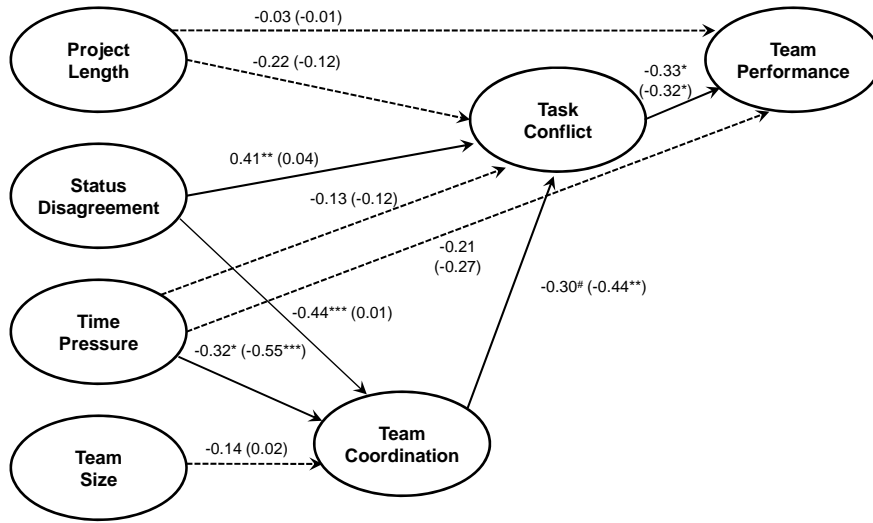 -0.03 (-0.01)
Project
Length
Team
Performance
-0.22 (-0.12)
-0.33*
(-0.32*)
Task
Conflict
0.41** (0.04)
Status
Disagreement
-0.13 (-0.12)
-0.21
(-0.27)
-0.30# (-0.44**)
-0.44*** (0.01)
Time
Pressure
-0.32* (-0.55***)
Team
Coordination
-0.14 (0.02)
Team
Size